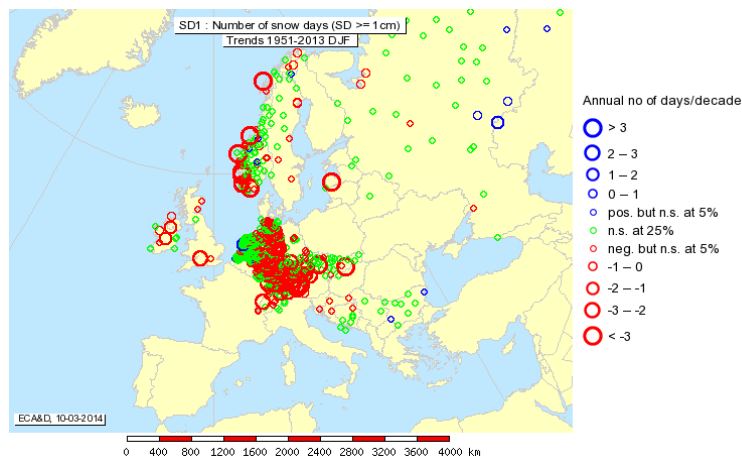 SD1 : Number of snow days (SD >= 1cm)
Trends 1951-2013 DJF
Annual no of days/decade
> 3
2 – 3
1 – 2
0 – 1
pos. but n.s. at 5%
n.s. at 25%
neg. but n.s at 5%
-1 – 0
-2 – -1
-3 – -2
< -3
ECA&D, 10-03-2014
0 400 800 1200 1600 2000 2400 2800 3200 3600 4000 km